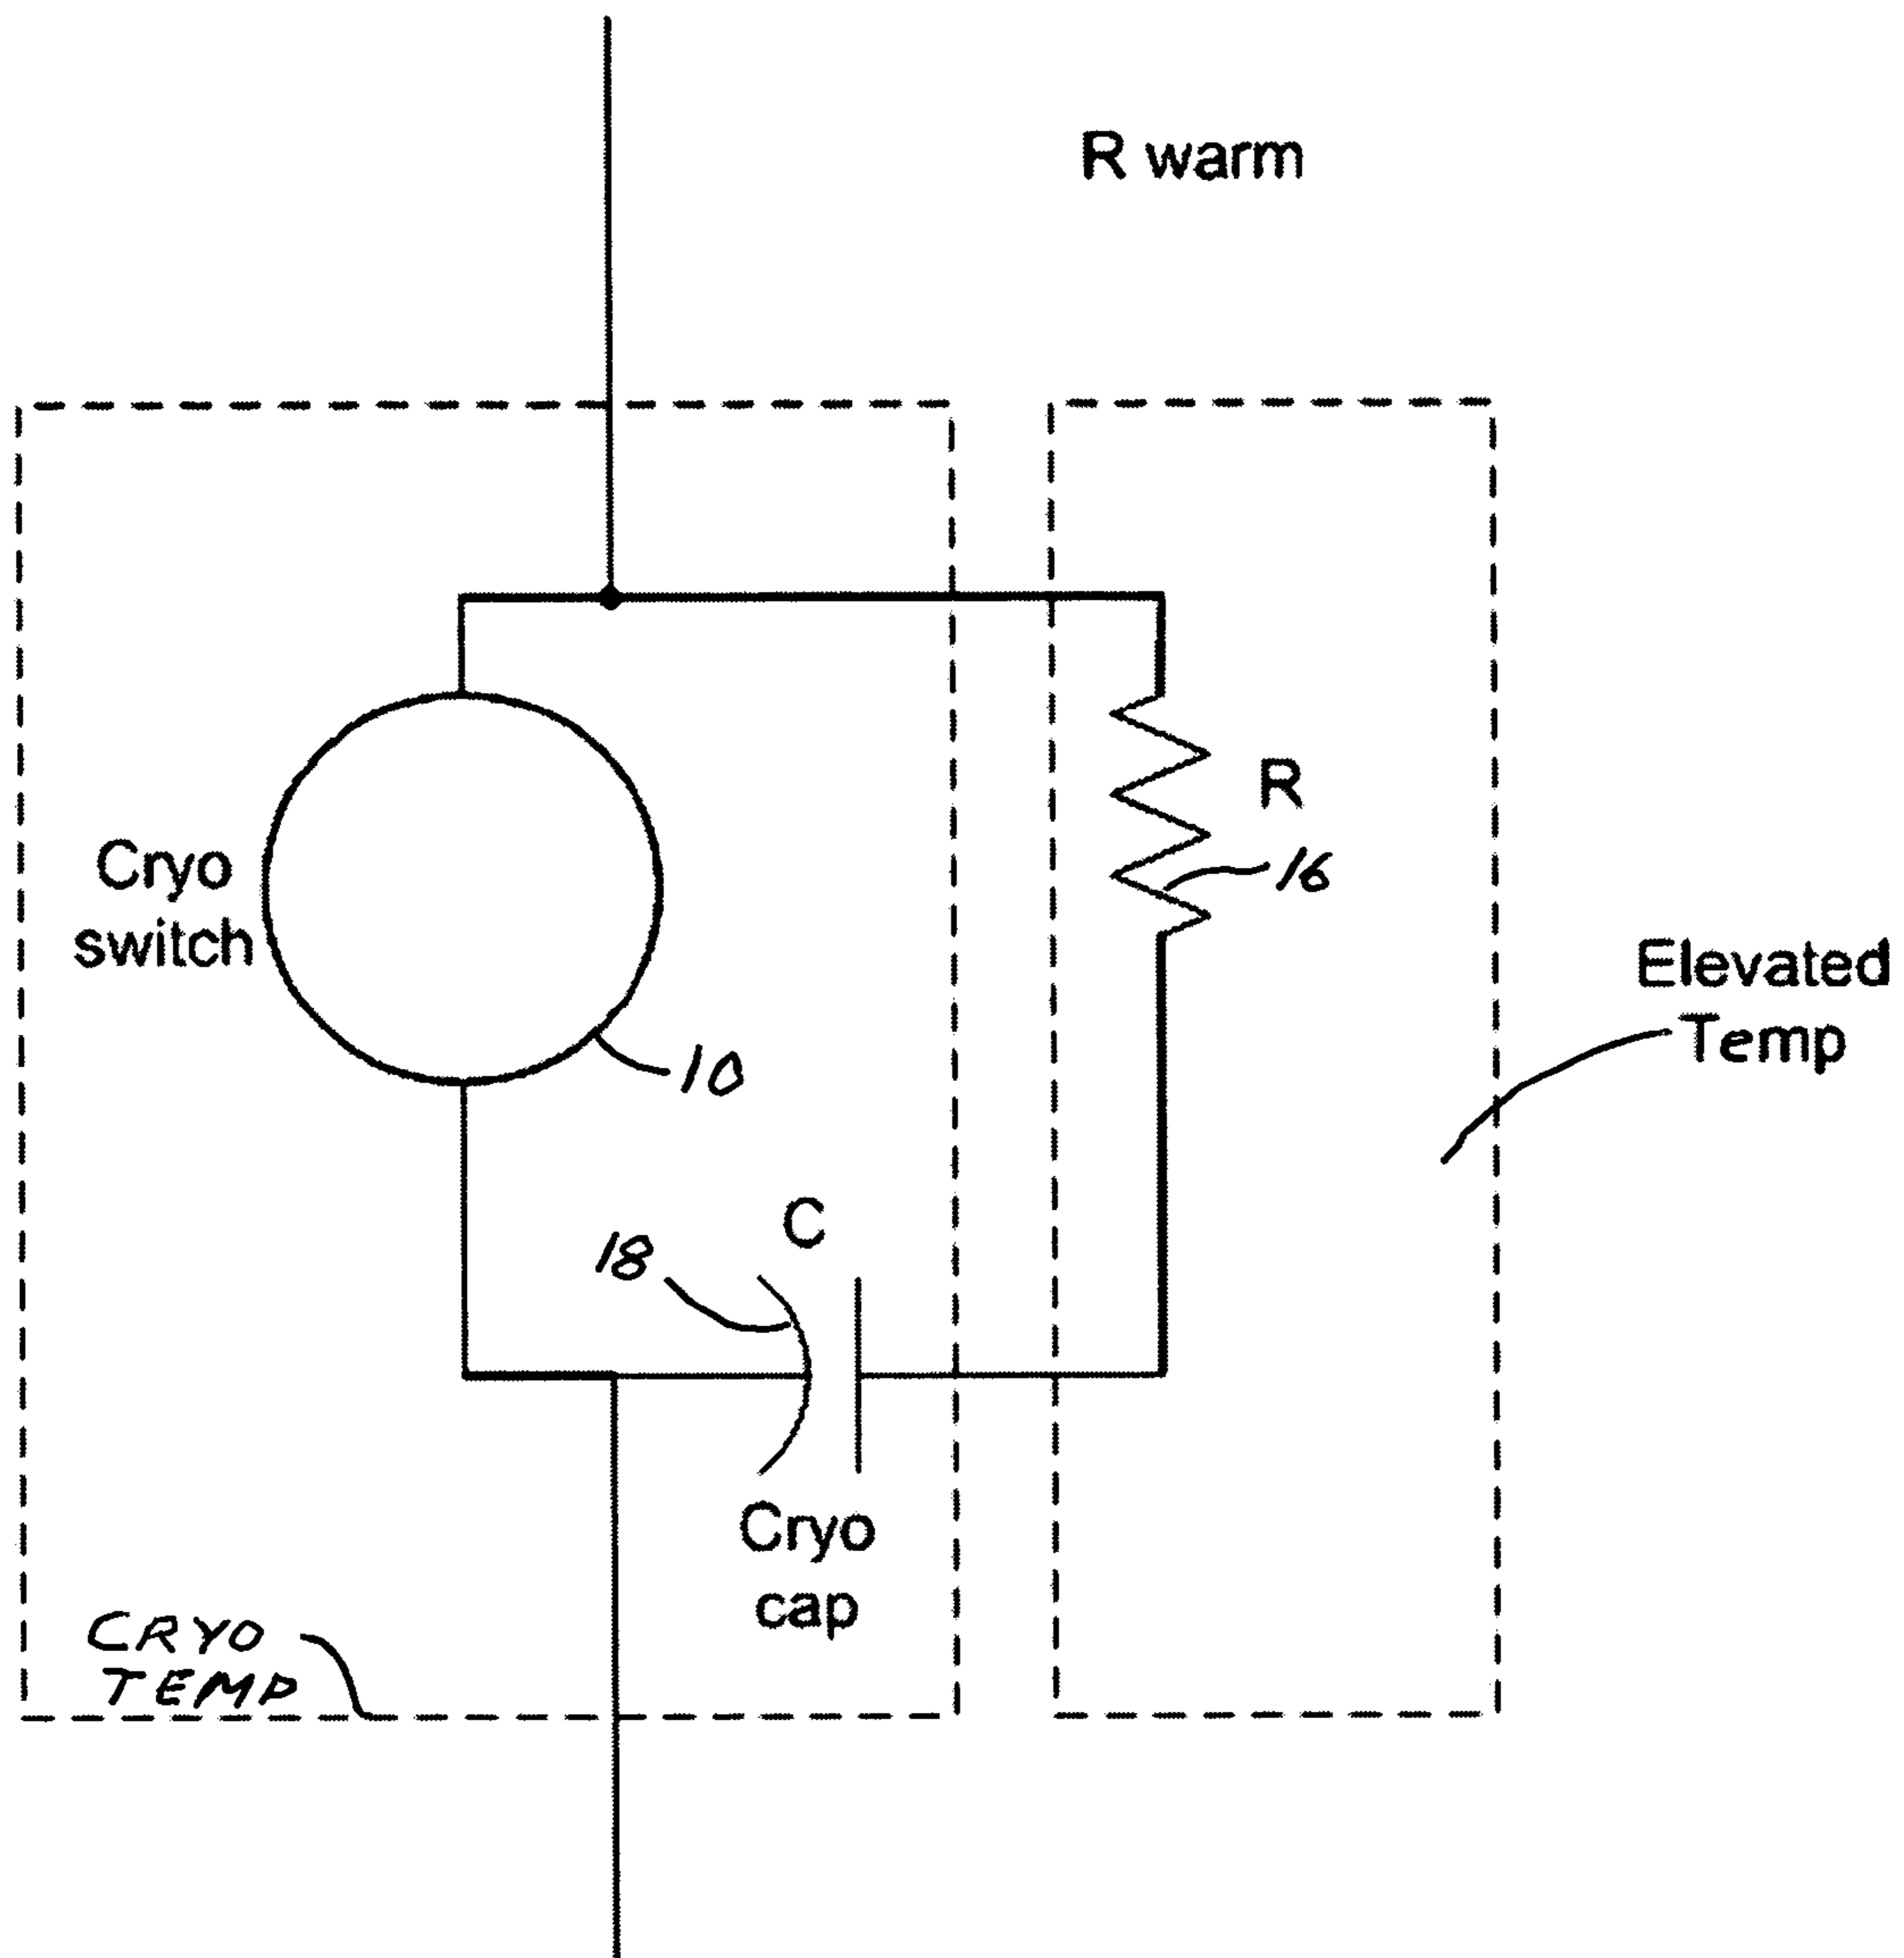 R warm
R
16
Cryo
switch
10
Elevated
Temp
C
18
Cryo
cap
CRYO
TEMP